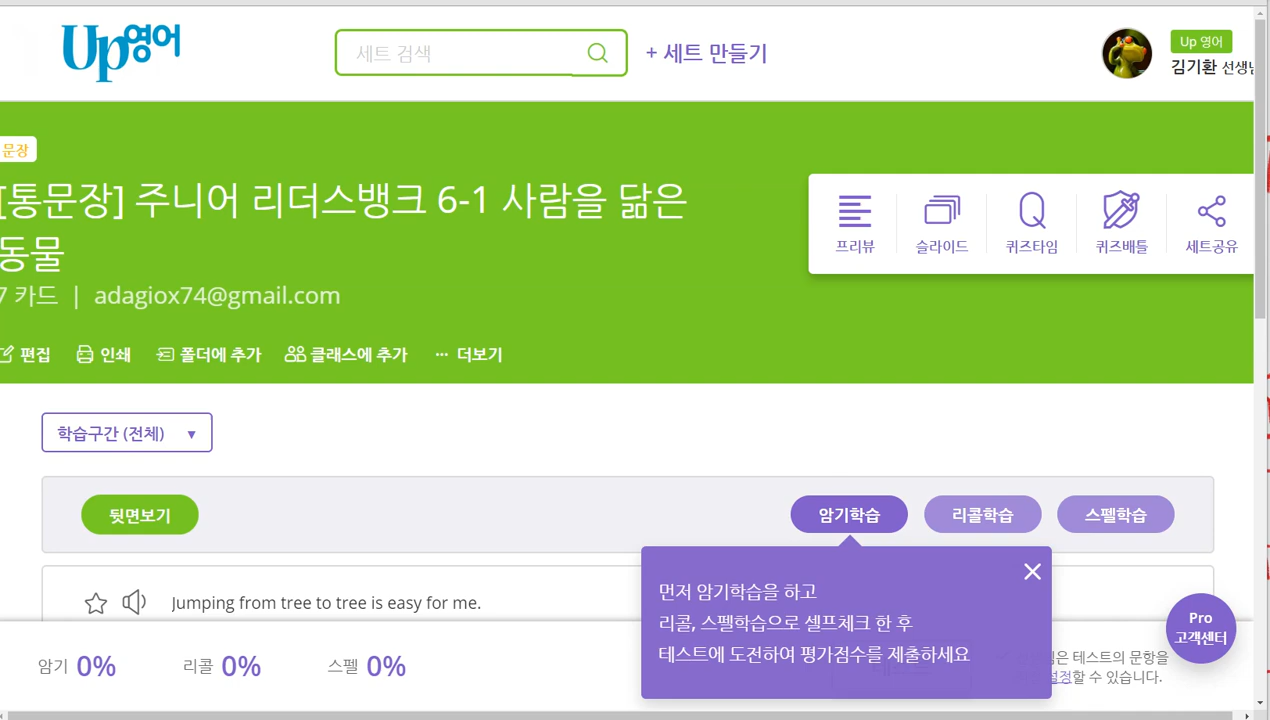 Up영어
세트 검색
+ 세트 만들기
Up 영어
김기환 선생님
문장
[통문장] 주니어 리더스뱅크 6-1 사람을 닮은
동물
7 카드 | adagiox74@gmail.com
편집 인쇄 폴더에 추가 클래스에 추가 ··· 더보기
프리뷰 슬라이드 퀴즈타임 퀴즈배틀 세트공유
학습구간 (전체) ▼
뒷면보기
암기학습 리콜학습 스펠학습
먼저 암기학습을 하고
리콜, 스펠학습으로 셀프체크 한 후
테스트에 도전하여 평가점수를 제출하세요
Jumping from tree to tree is easy for me.
암기 0% 리콜 0% 스펠 0%
은 테스트의 문항을
설정할 수 있습니다.
Pro
고객센터